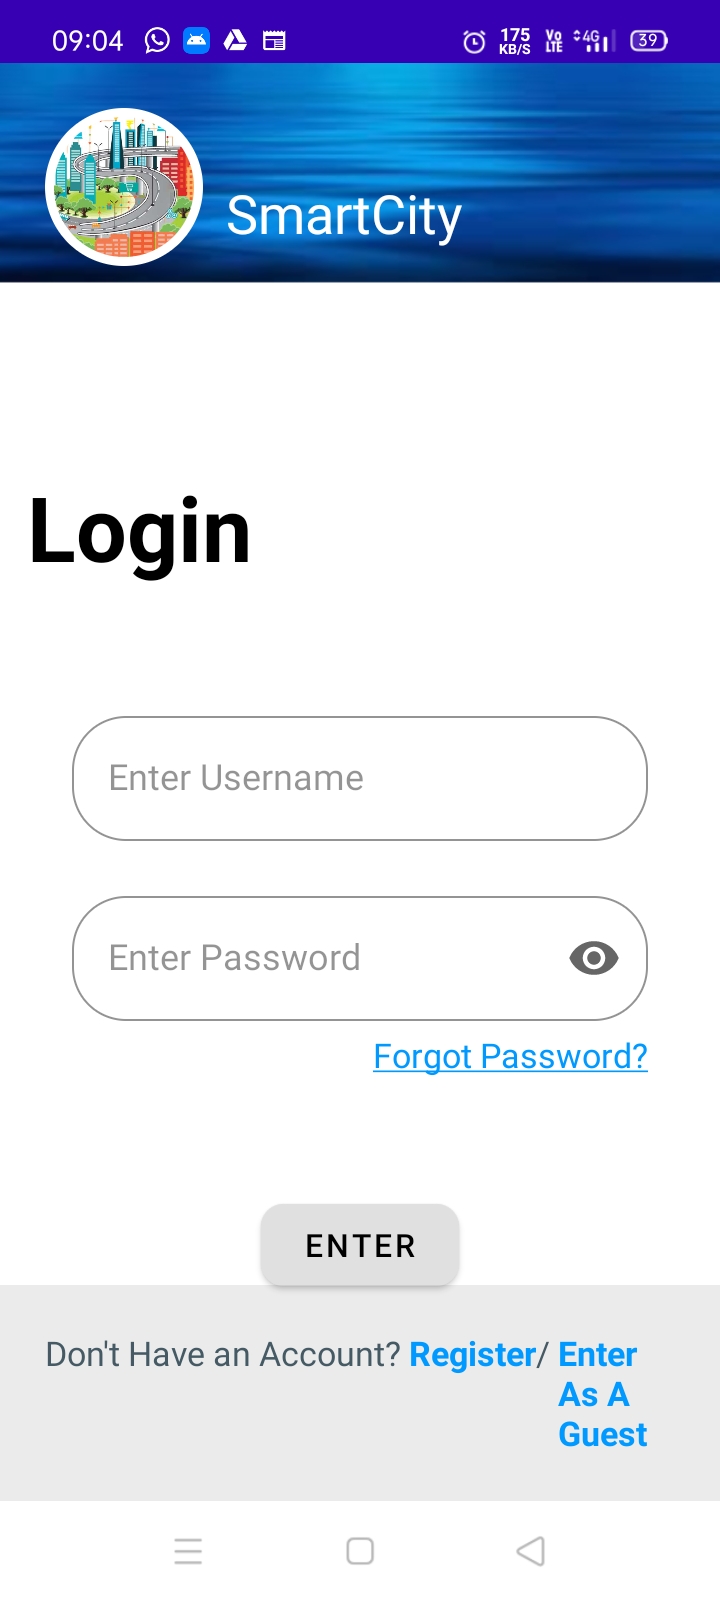 09:04 175 KB/S Vo LTE 4G 39
SmartCity
Login
Enter Username
Enter Password
Forgot Password?
ENTER
Don't Have an Account? Register/ Enter
As A
Guest